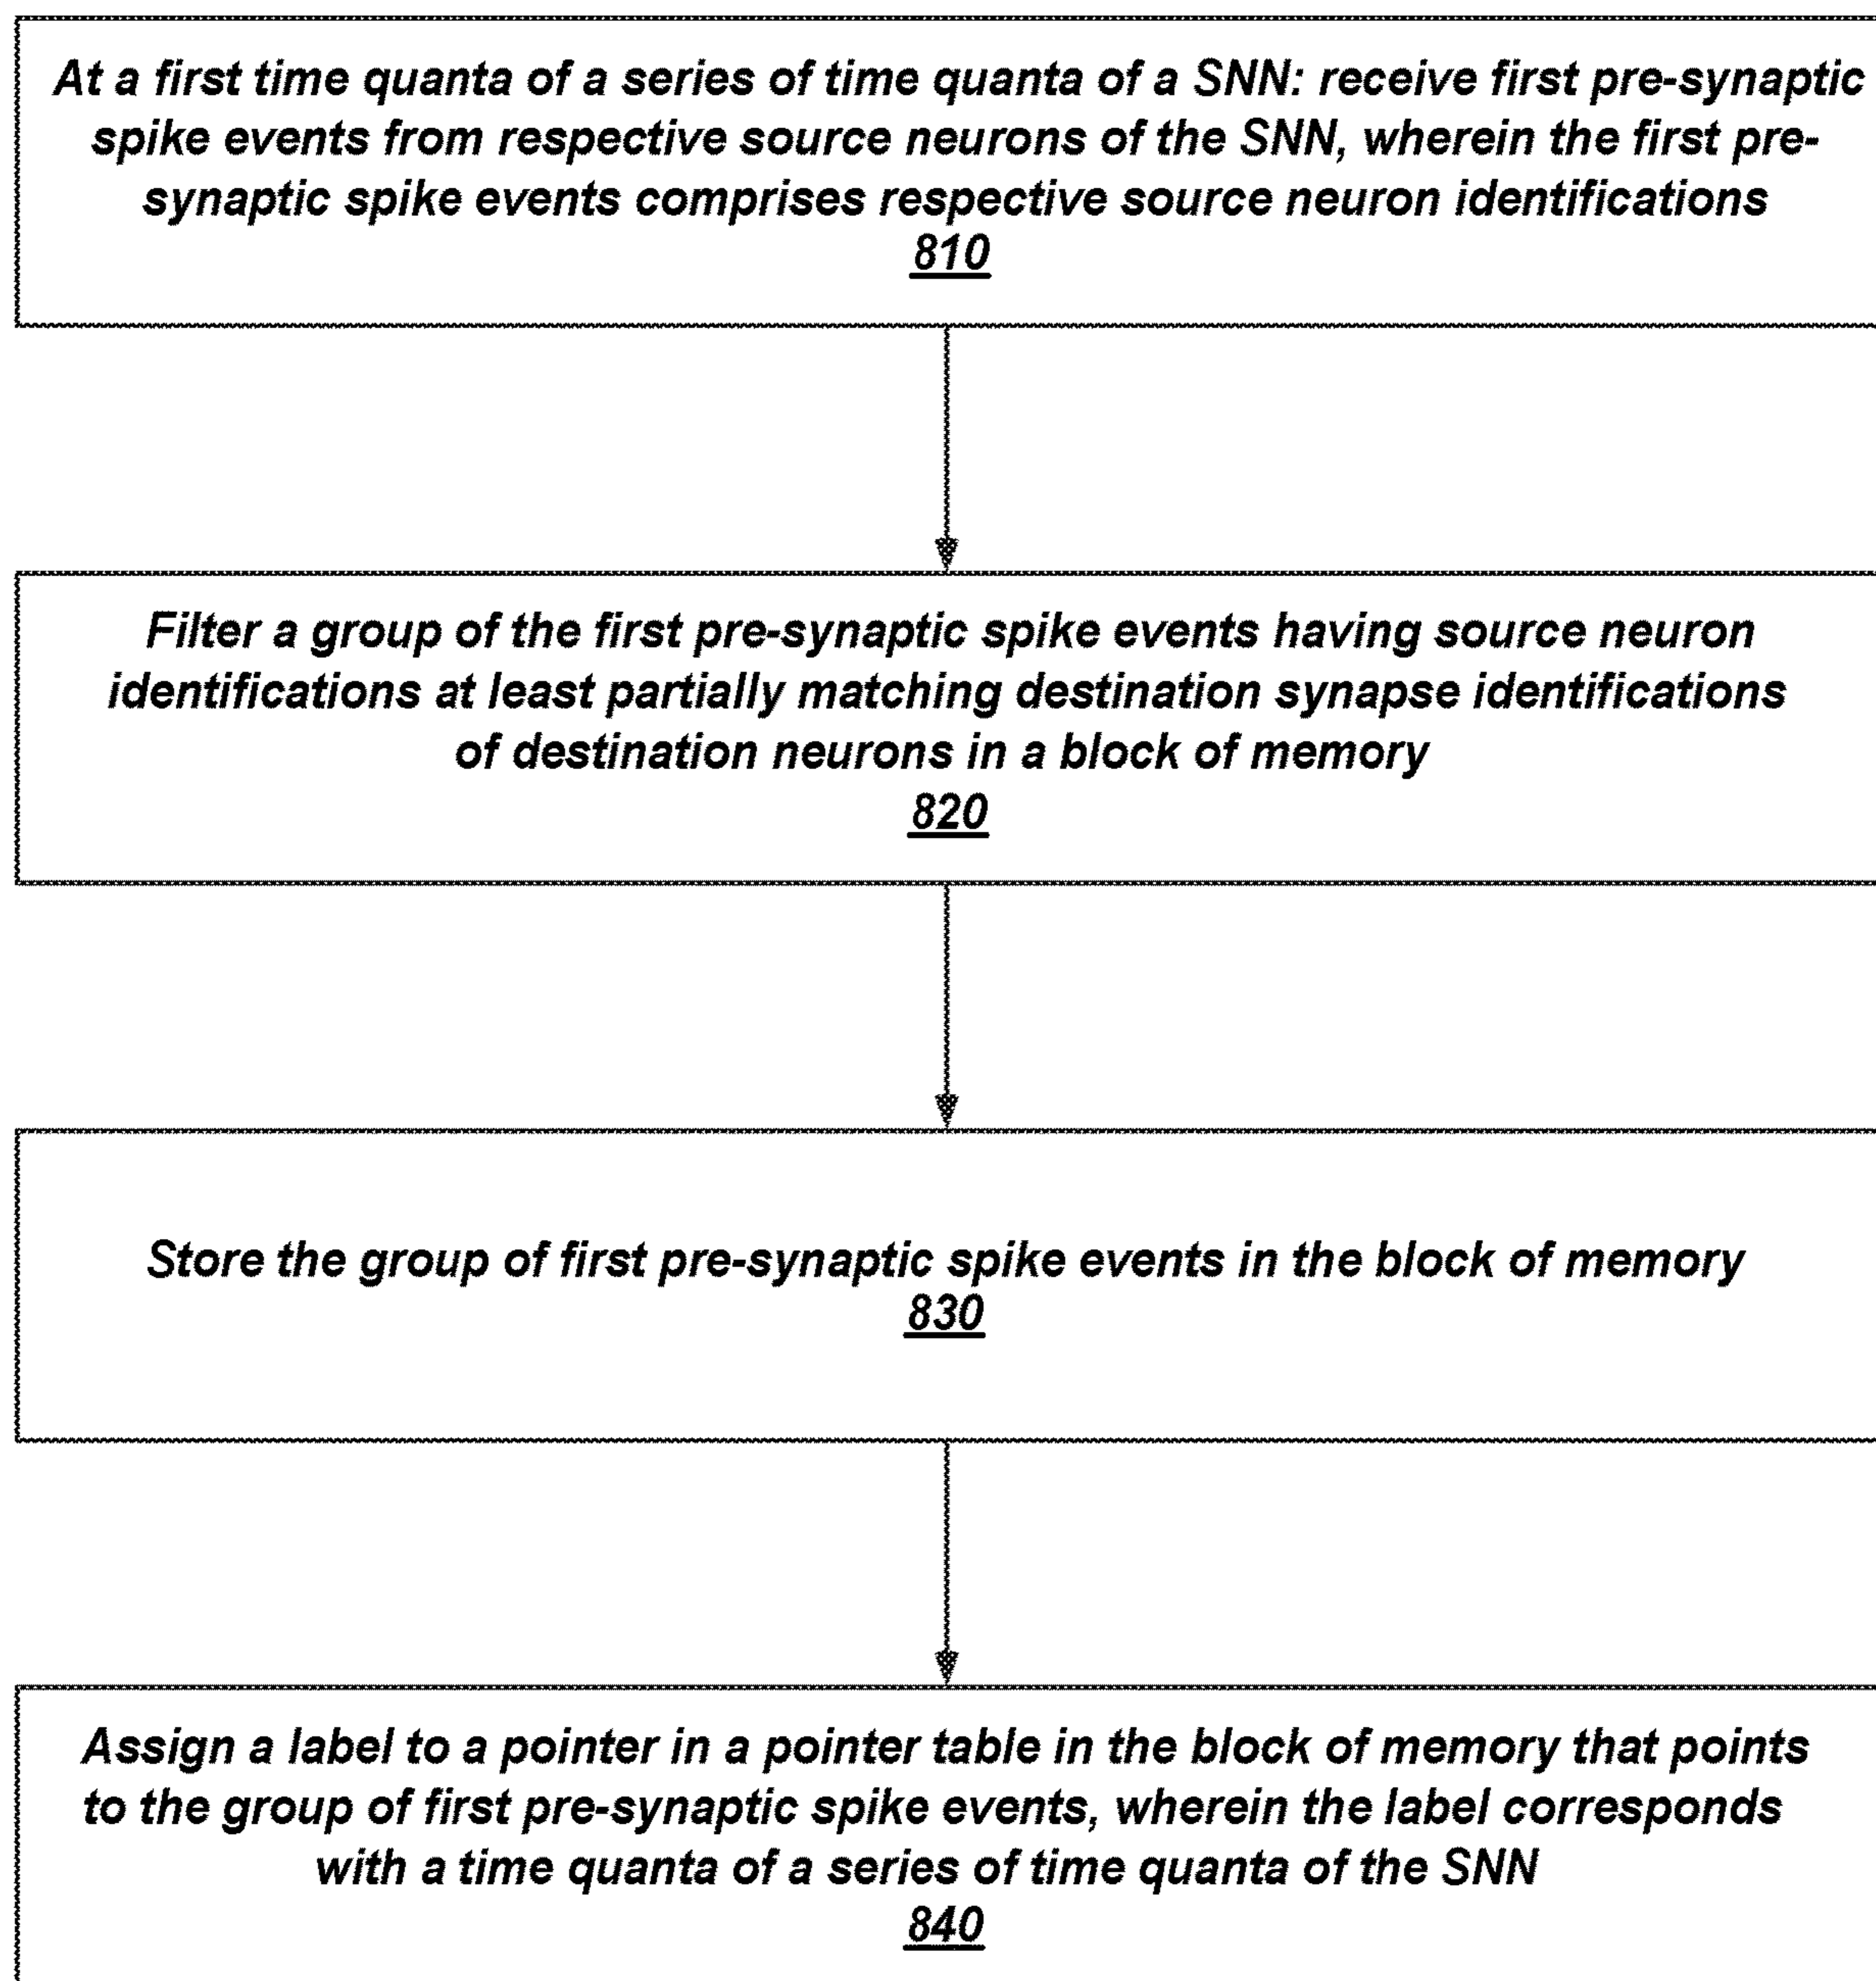 At a first time quanta of a series of time quanta of a SNN: receive first pre-synaptic
spike events from respective source neurons of the SNN, wherein the first pre-
synaptic spike events comprises respective source neuron identifications
810
Filter a group of the first pre-synaptic spike events having source neuron
identifications at least partially matching destination synapse identifications
of destination neurons in a block of memory
820
Store the group of first pre-synaptic spike events in the block of memory
830
Assign a label to a pointer in a pointer table in the block of memory that points
to the group of first pre-synaptic spike events, wherein the label corresponds
with a time quanta of a series of time quanta of the SNN
840